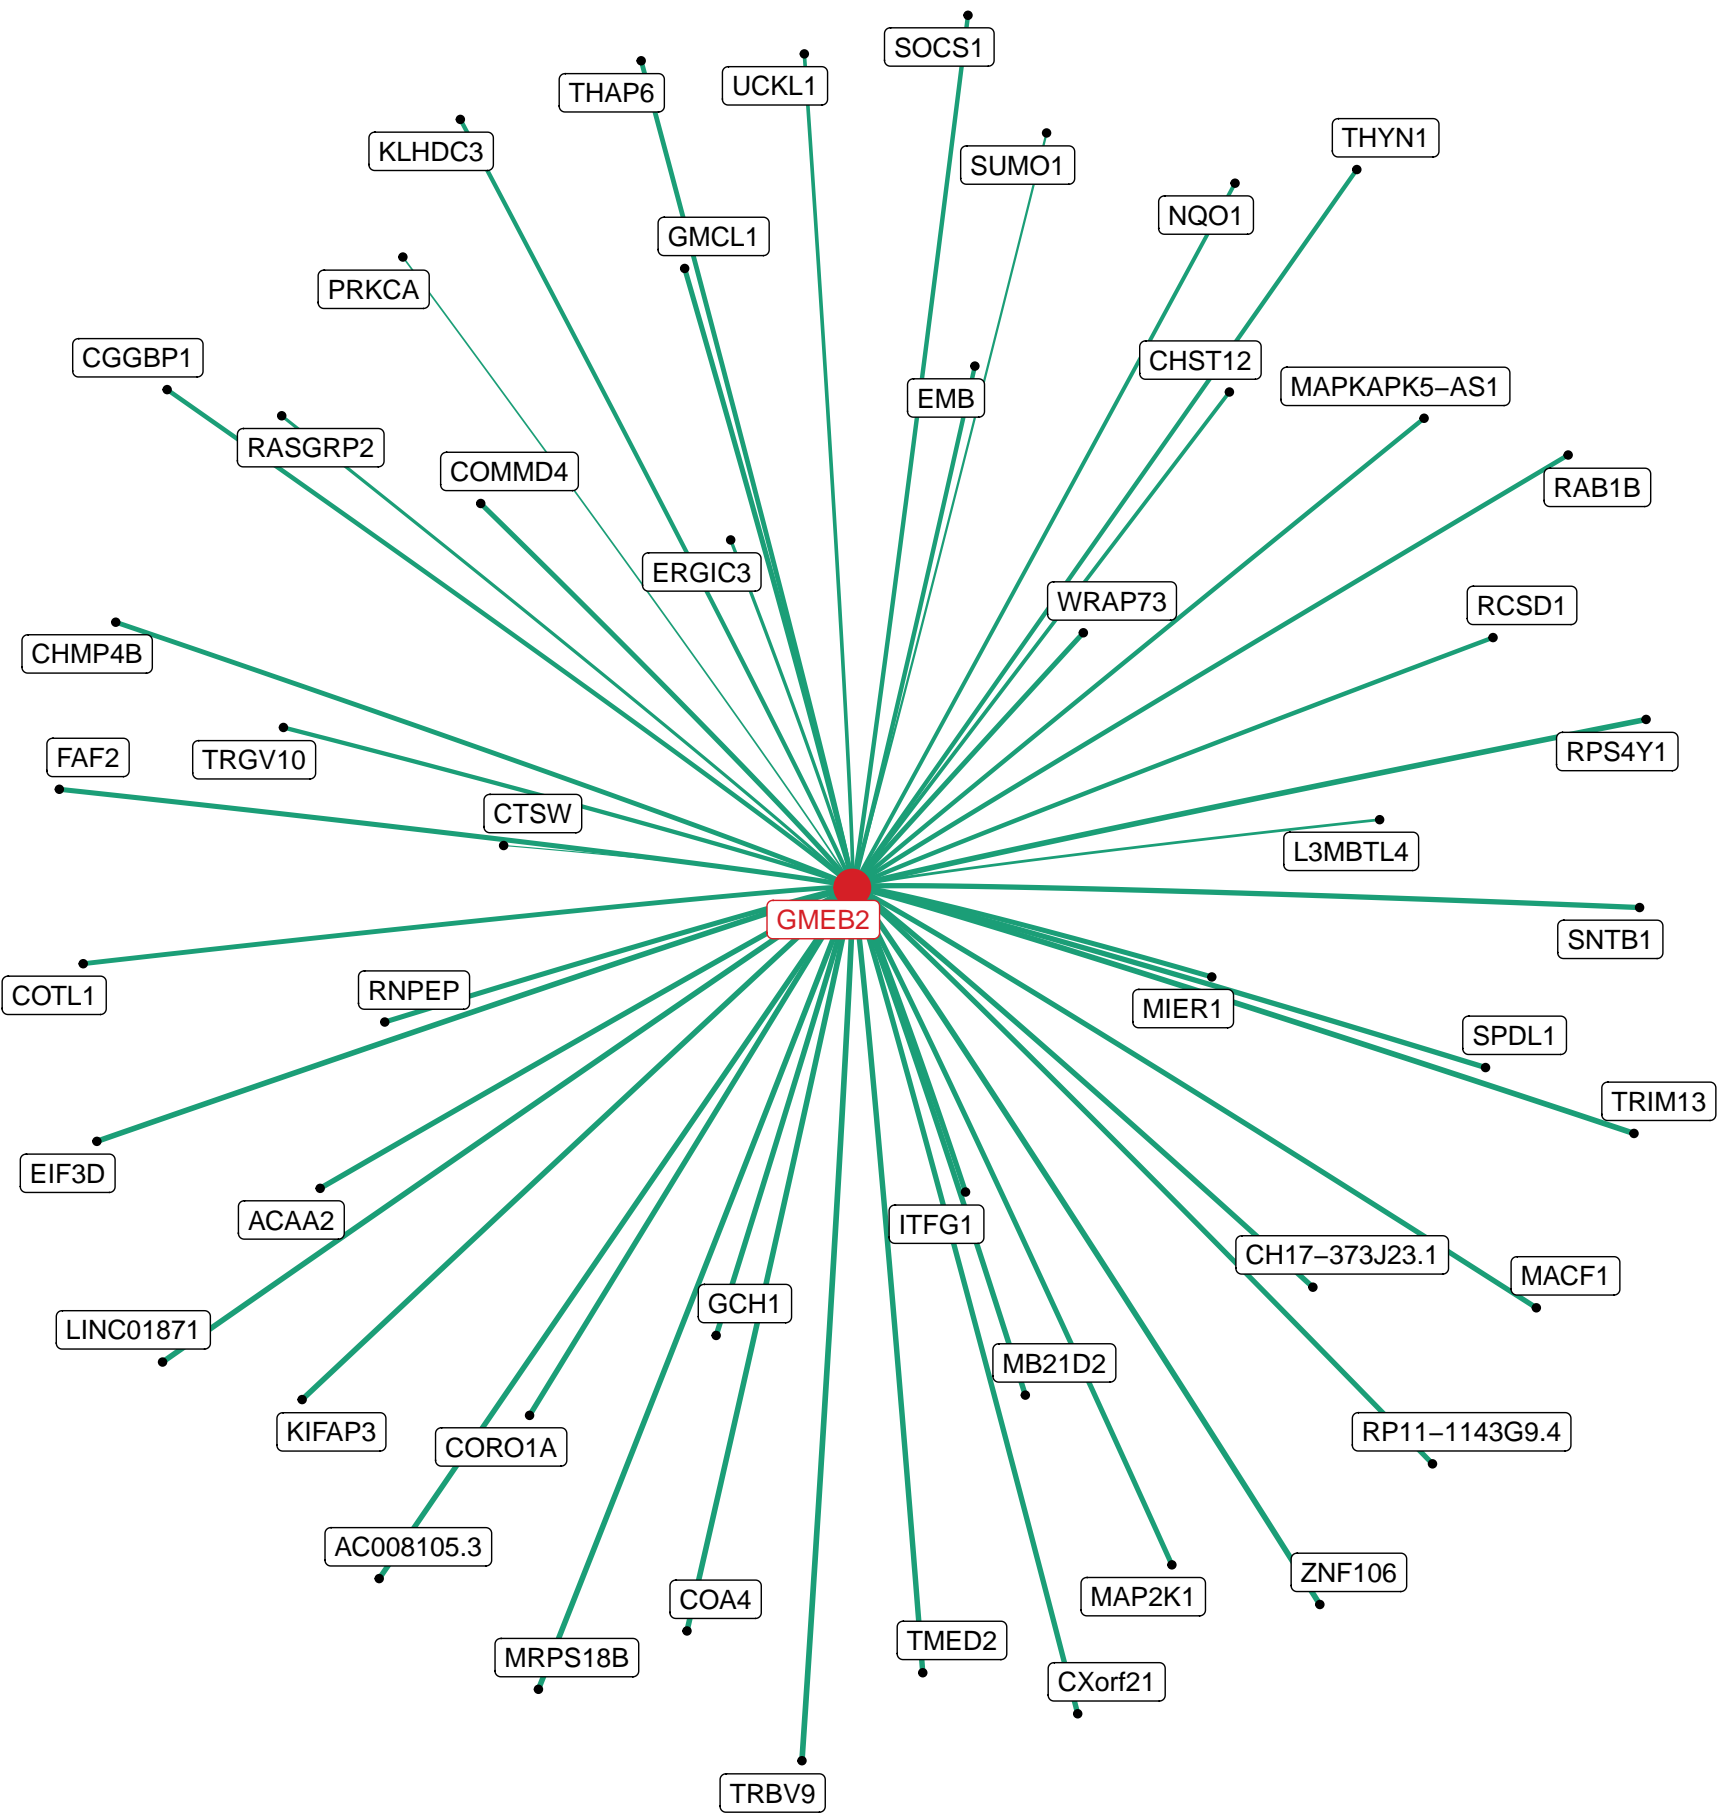 SOCS1
UCKL1
THAP6
THYN1
KLHDC3
SUMO1
NQO1
GMCL1
PRKCA
CGGBP1
CHST12
MAPKAPK5–AS1
EMB
RASGRP2
COMMD4
RAB1B
ERGIC3
WRAP73
RCSD1
CHMP4B
RPS4Y1
FAF2
TRGV10
CTSW
L3MBTL4
GMEB2
SNTB1
RNPEP
COTL1
MIER1
SPDL1
TRIM13
EIF3D
ACAA2
ITFG1
CH17–373J23.1
MACF1
GCH1
LINC01871
MB21D2
KIFAP3
RP11–1143G9.4
CORO1A
AC008105.3
ZNF106
MAP2K1
COA4
TMED2
MRPS18B
CXorf21
TRBV9